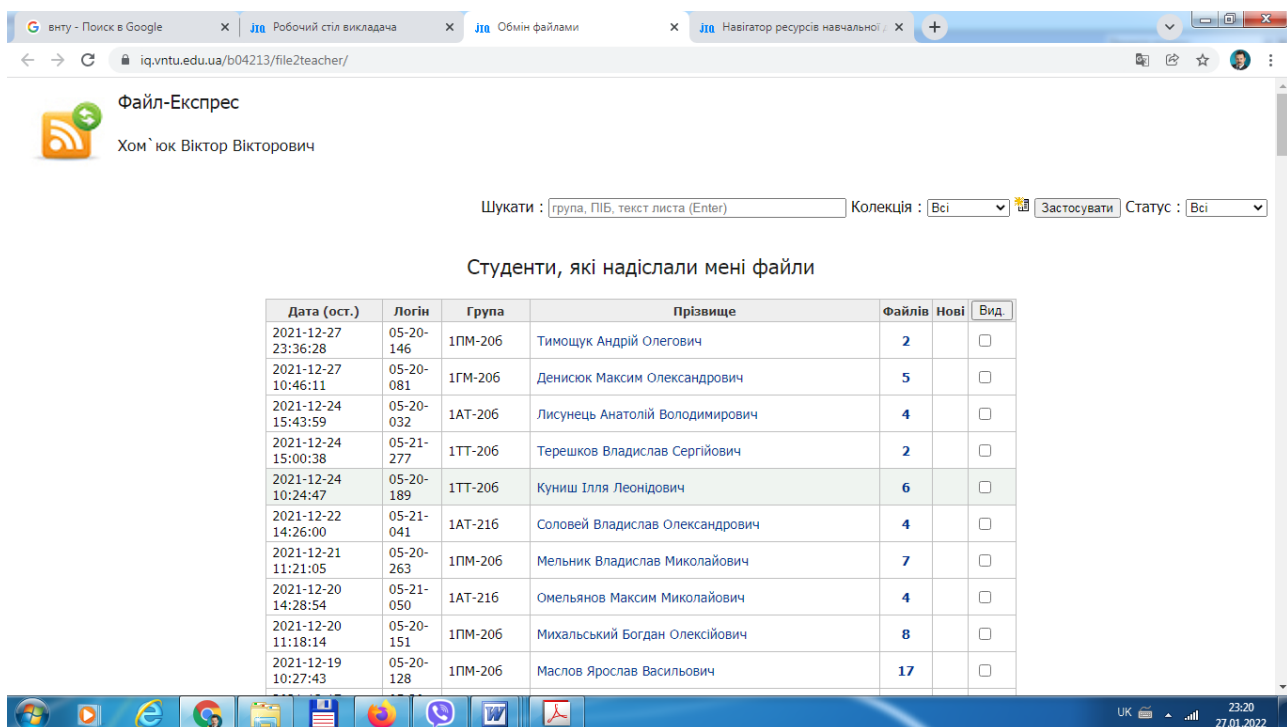 внту - Поиск в Google
Робочий стіл викладача
Обмін файлами
Навігатор ресурсів навчальної
iq.vntu.edu.ua/b04213/file2teacher/
Файл-Експрес
Хом`юк Віктор Вікторович
Шукати : група, ПІБ, текст листа (Enter) Колекція : Всі Застосувати Статус : Всі
Студенти, які надіслали мені файли
Дата (ост.) Логін Група Прізвище Файлів Нові Вид.
2021-12-27 23:36:28 05-20-146 1ПМ-20б Тимощук Андрій Олегович 2
2021-12-27 10:46:11 05-20-081 1ГМ-20б Денисюк Максим Олександрович 5
2021-12-24 15:43:59 05-20-032 1АТ-20б Лисунець Анатолій Володимирович 4
2021-12-24 15:00:38 05-21-277 1ТТ-20б Терешков Владислав Сергійович 2
2021-12-24 10:24:47 05-20-189 1ТТ-20б Куниш Ілля Леонідович 6
2021-12-22 14:26:00 05-21-041 1АТ-21б Соловей Владислав Олександрович 4
2021-12-21 11:21:05 05-20-263 1ПМ-20б Мельник Владислав Миколайович 7
2021-12-20 14:28:54 05-21-050 1АТ-21б Омельянов Максим Миколайович 4
2021-12-20 11:18:14 05-20-151 1ПМ-20б Михальський Богдан Олексійович 8
2021-12-19 10:27:43 05-20-128 1ПМ-20б Маслов Ярослав Васильович 17
UK 23:20
27.01.2022